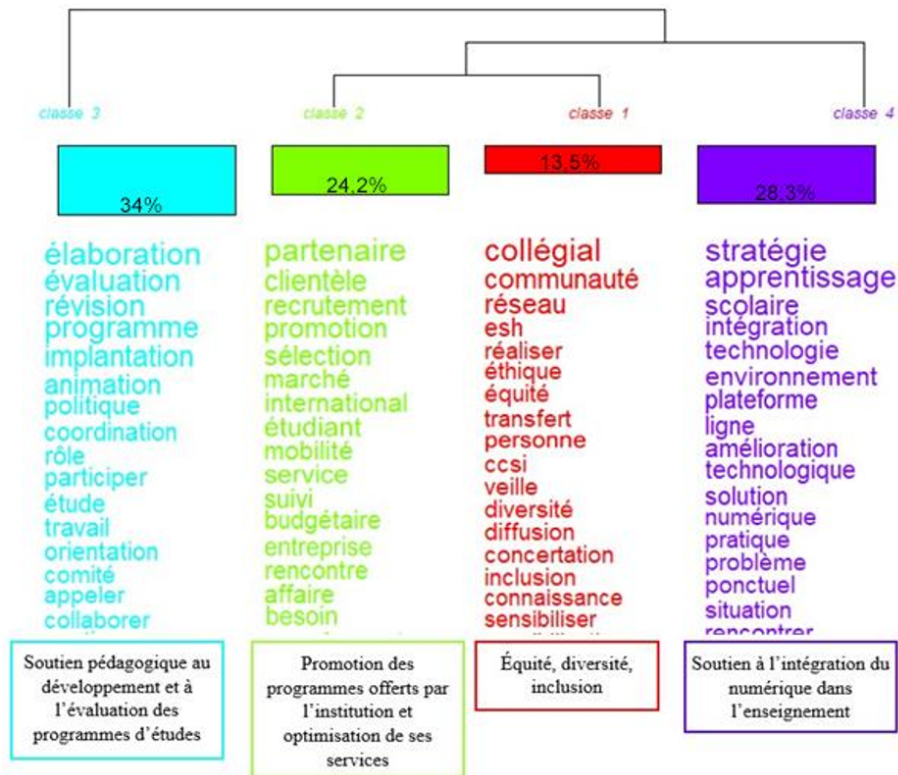 classe 3
classe 2
classe 1
classe 4
34%
24,2%
13,5%
28,3%
élaboration
évaluation
révision
programme
implantation
animation
politique
coordination
rôle
participer
étude
travail
orientation
comité
appeler
collaborer
partenaire
clientèle
recrutement
promotion
sélection
marché
international
étudiant
mobilité
service
suivi
budgétaire
entreprise
rencontre
affaire
besoin
collégial
communauté
réseau
esh
réaliser
éthique
équité
transfert
personne
ccsi
veille
diversité
diffusion
concertation
inclusion
connaissance
sensibiliser
stratégie
apprentissage
scolaire
intégration
technologie
environnement
plateforme
ligne
amélioration
technologique
solution
numérique
pratique
problème
ponctuel
situation
rencontrer
Soutien pédagogique au
développement et à
l'évaluation des
programmes d'études
Promotion des
programmes offerts par
l'institution et
optimisation de ses
services
Équité, diversité,
inclusion
Soutien à l'intégration du
numérique dans
l'enseignement